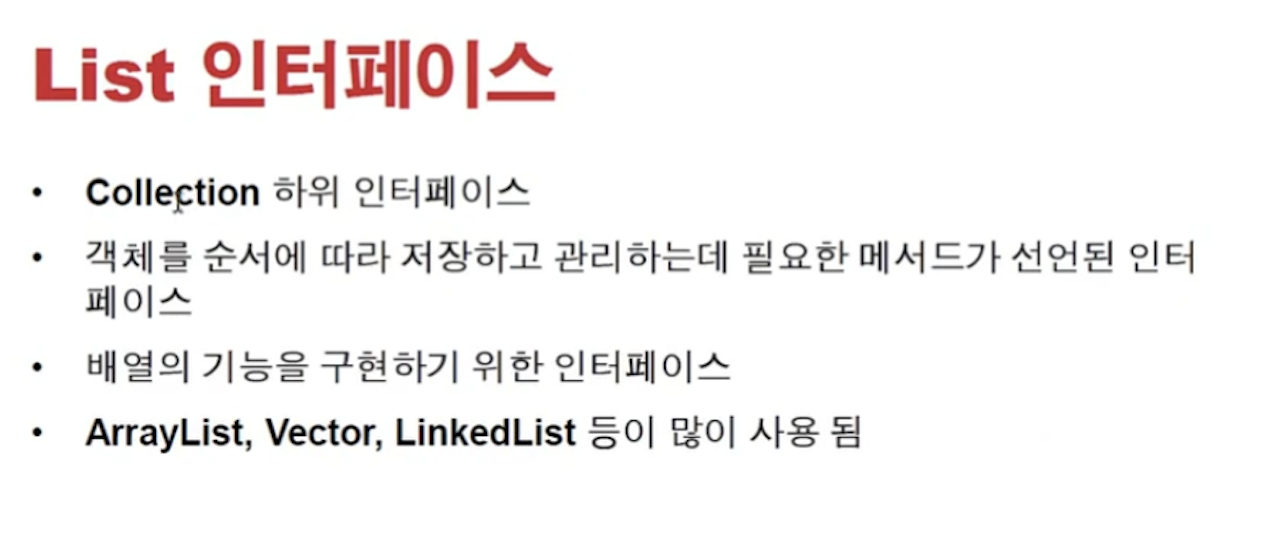 List 인터페이스
• Collection 하위 인터페이스
• 객체를 순서에 따라 저장하고 관리하는데 필요한 메서드가 선언된 인터
페이스
• 배열의 기능을 구현하기 위한 인터페이스
• ArrayList, Vector, LinkedList 등이 많이 사용 됨